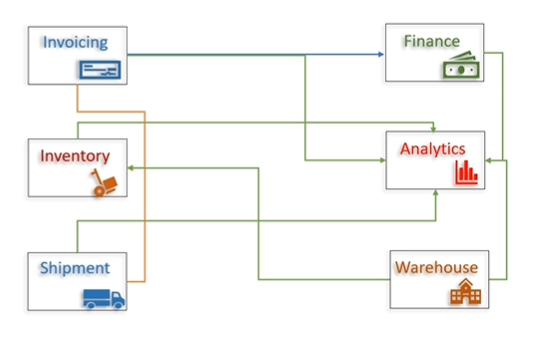 Invoicing
Finance
Inventory
Analytics
Shipment
Warehouse